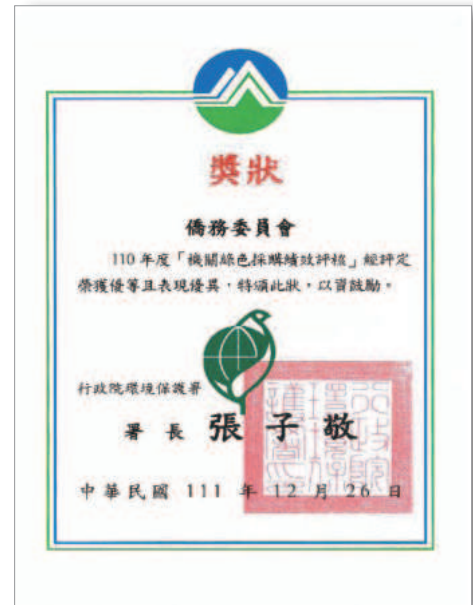 獎狀
僑務委員會
110 年度「機關綠色採購績效評核」經評定
榮獲優等且表現優異，特頒此狀，以資鼓勵。
行政院環境保護署
署長 張子敬
中華民國 111 年 12 月 26 日